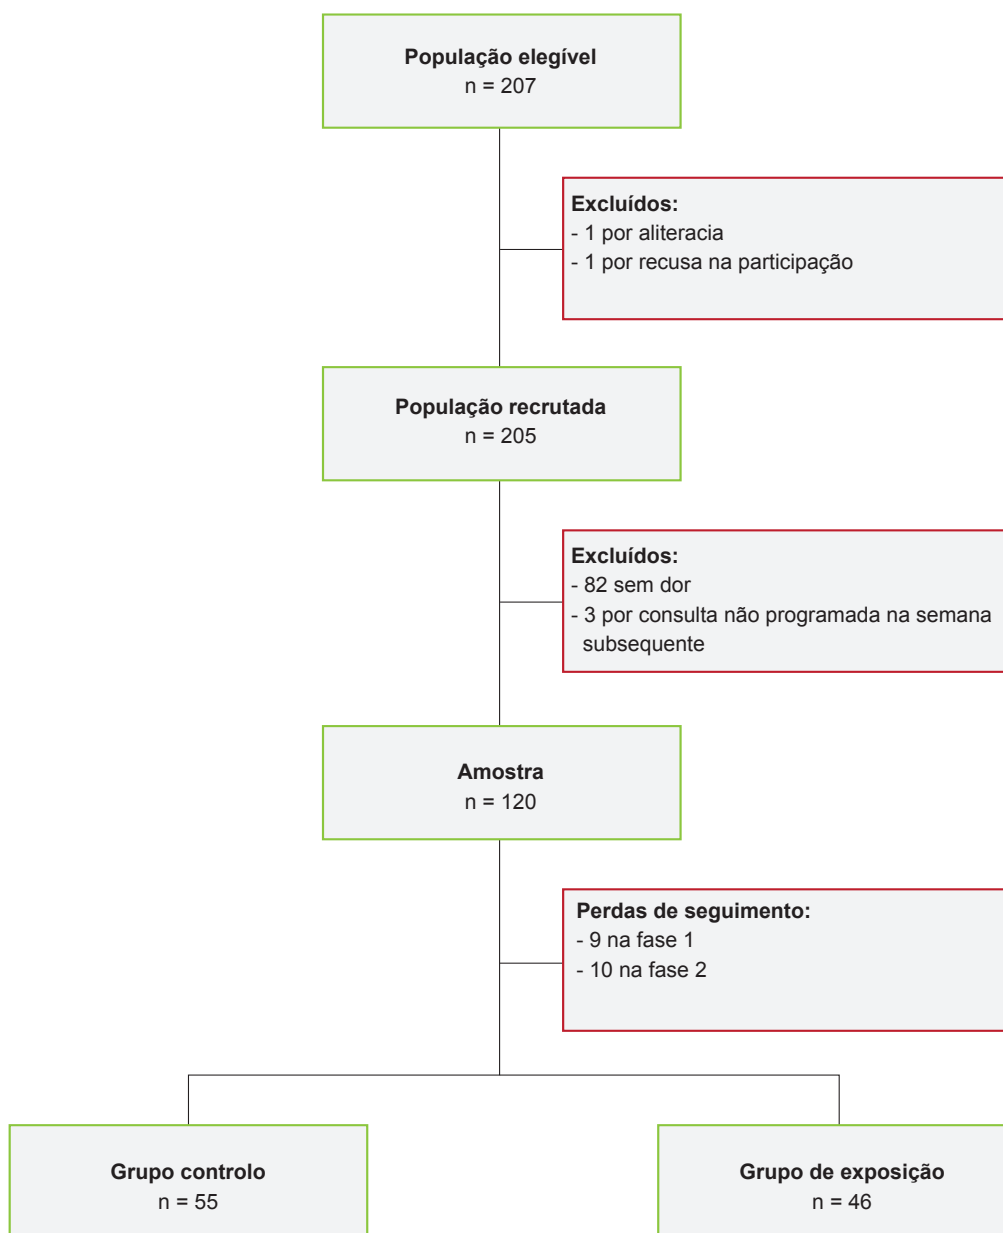 População elegível
n = 207
Excluídos:
- 1 por aliteracia
- 1 por recusa na participação
População recrutada
n = 205
Excluídos:
- 82 sem dor
- 3 por consulta não programada na semana
subsequente
Amostra
n = 120
Perdas de seguimento:
- 9 na fase 1
- 10 na fase 2
Grupo controlo
n = 55
Grupo de exposição
n = 46